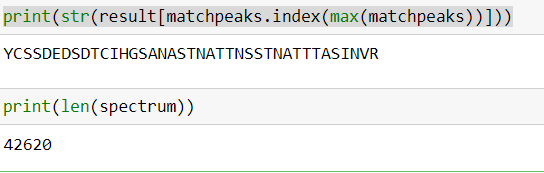 print(str(result[matchpeaks.index(max(matchpeaks))]))
YCSSDEDSDTCIHGSANASTNATTNSSTNATTTASINVR
print(len(spectrum))
42620